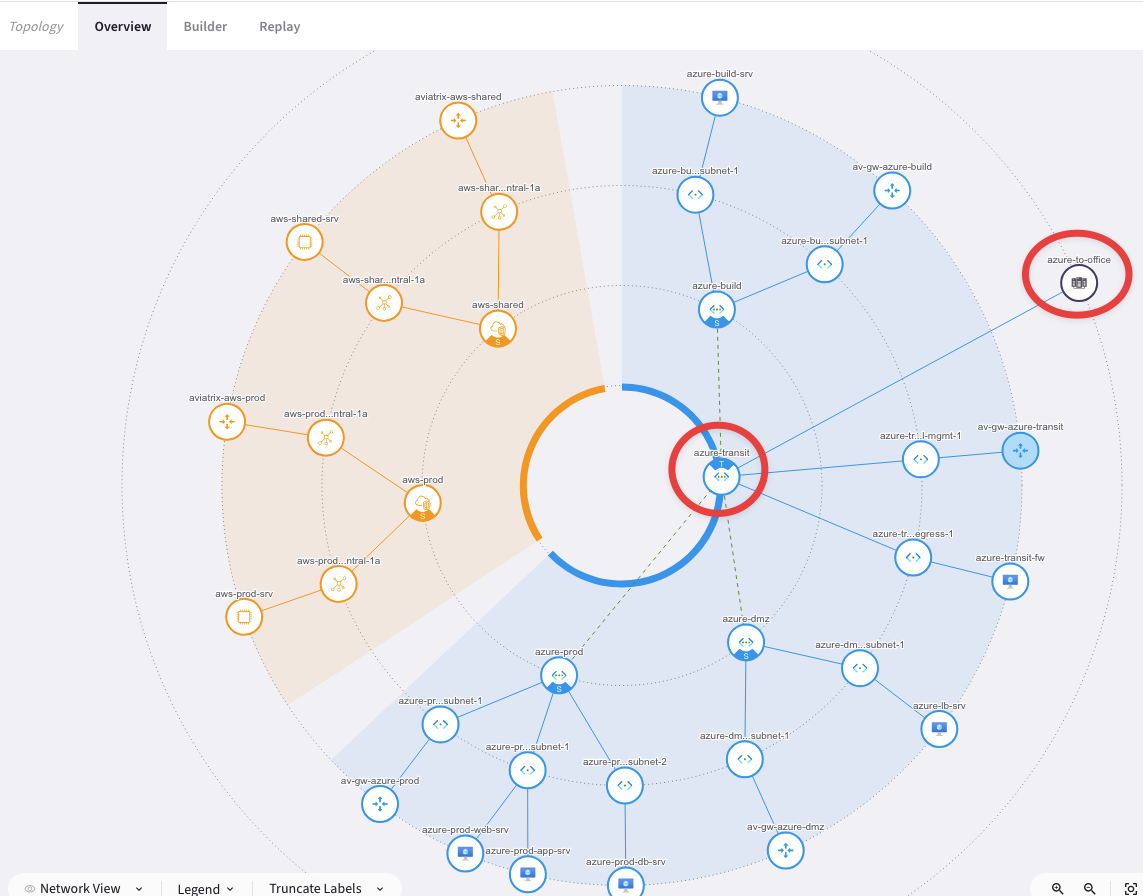 Topology
Overview
Builder
Replay
azure-build-srv
aviatrix-aws-shared
azure-bu...subnet-1
av-gw-azure-build
aws-shar...ntral-1a
aws-shared-srv
azure-bu...subnet-1
azure-to-office
aws-shar...ntral-1a
azure-build
aws-shared
S
S
aviatrix-aws-prod
aws-prod...ntral-1a
azure-tr...l-mgmt-1
av-gw-azure-transit
azure-transit
T
aws-prod
S
azure-tr...egress-1
azure-transit-fw
aws-prod...ntral-1a
aws-prod-srv
azure-dmz
S
azure-dm...subnet-1
azure-prod
S
azure-pr...subnet-1
azure-lb-srv
azure-dm...subnet-1
azure-pr...subnet-1
azure-pr...subnet-2
av-gw-azure-prod
azure-prod-web-srv
av-gw-azure-dmz
azure-prod-app-srv
azure-prod-db-srv
Network View
Legend
Truncate Labels